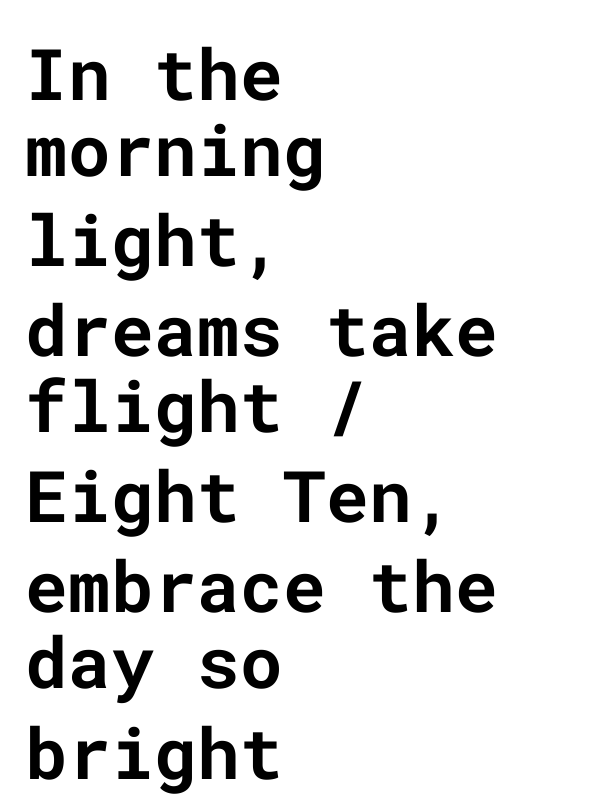 In the
morning
light,
dreams take
flight /
Eight Ten,
embrace the
day so
bright